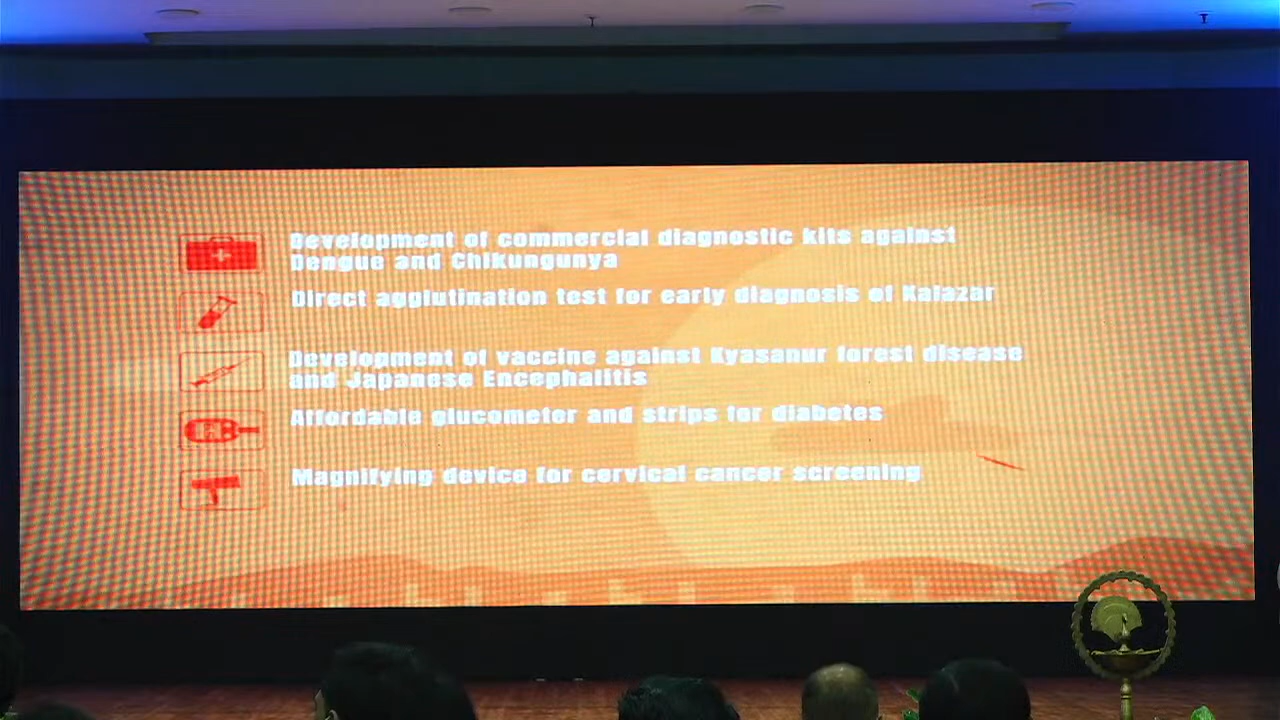 Development of commercial diagnostic kits against
Dengue and Chikungunya
Direct agglutination test for early diagnosis of Kalazar
Development of vaccine against Kyasanur forest disease
and Japanese Encephalitis
Affordable glucometer and strips for diabetes
Magnifying device for cervical cancer screening